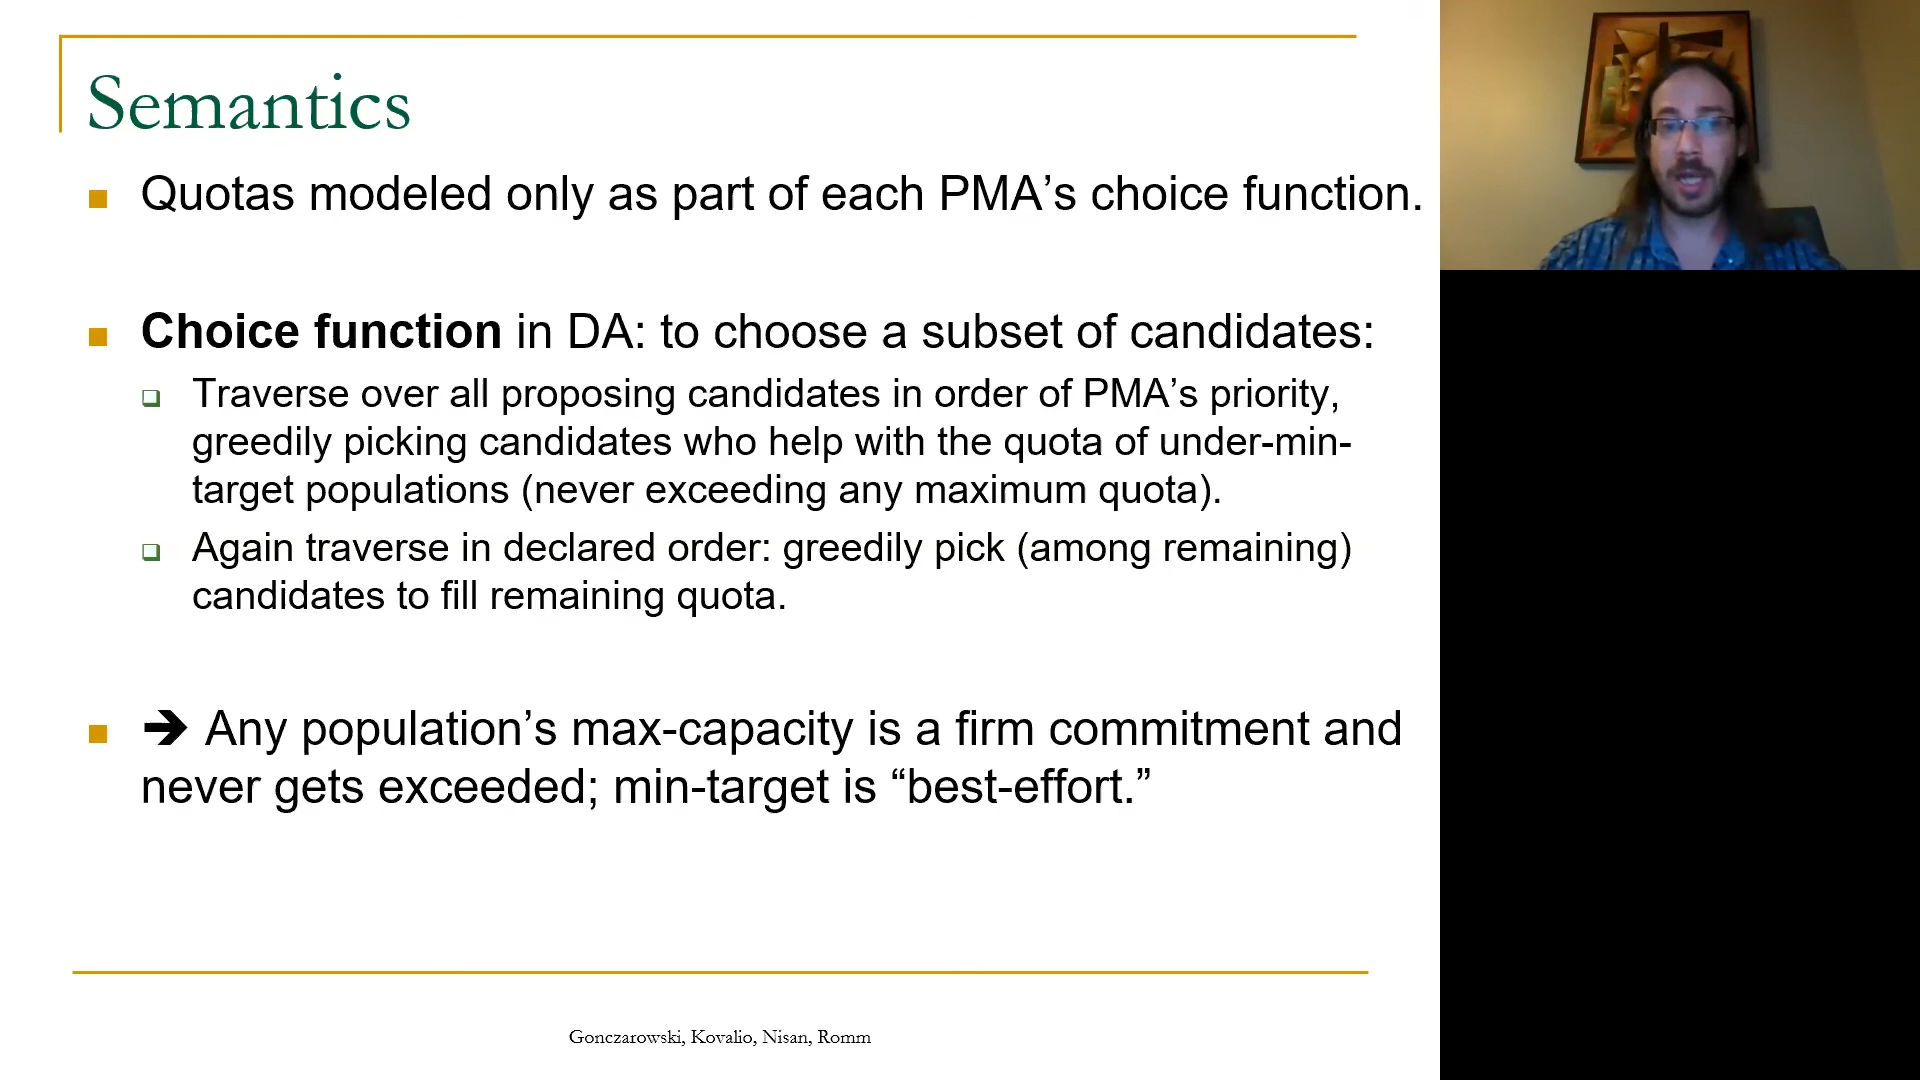 Semantics
Quotas modeled only as part of each PMA’s choice function.
Choice function in DA: to choose a subset of candidates:
Traverse over all proposing candidates in order of PMA’s priority,
greedily picking candidates who help with the quota of under-min-
target populations (never exceeding any maximum quota).
Again traverse in declared order: greedily pick (among remaining)
candidates to fill remaining quota.
➔ Any population’s max-capacity is a firm commitment and
never gets exceeded; min-target is “best-effort.”
Gonczarowski, Kovalio, Nisan, Romm